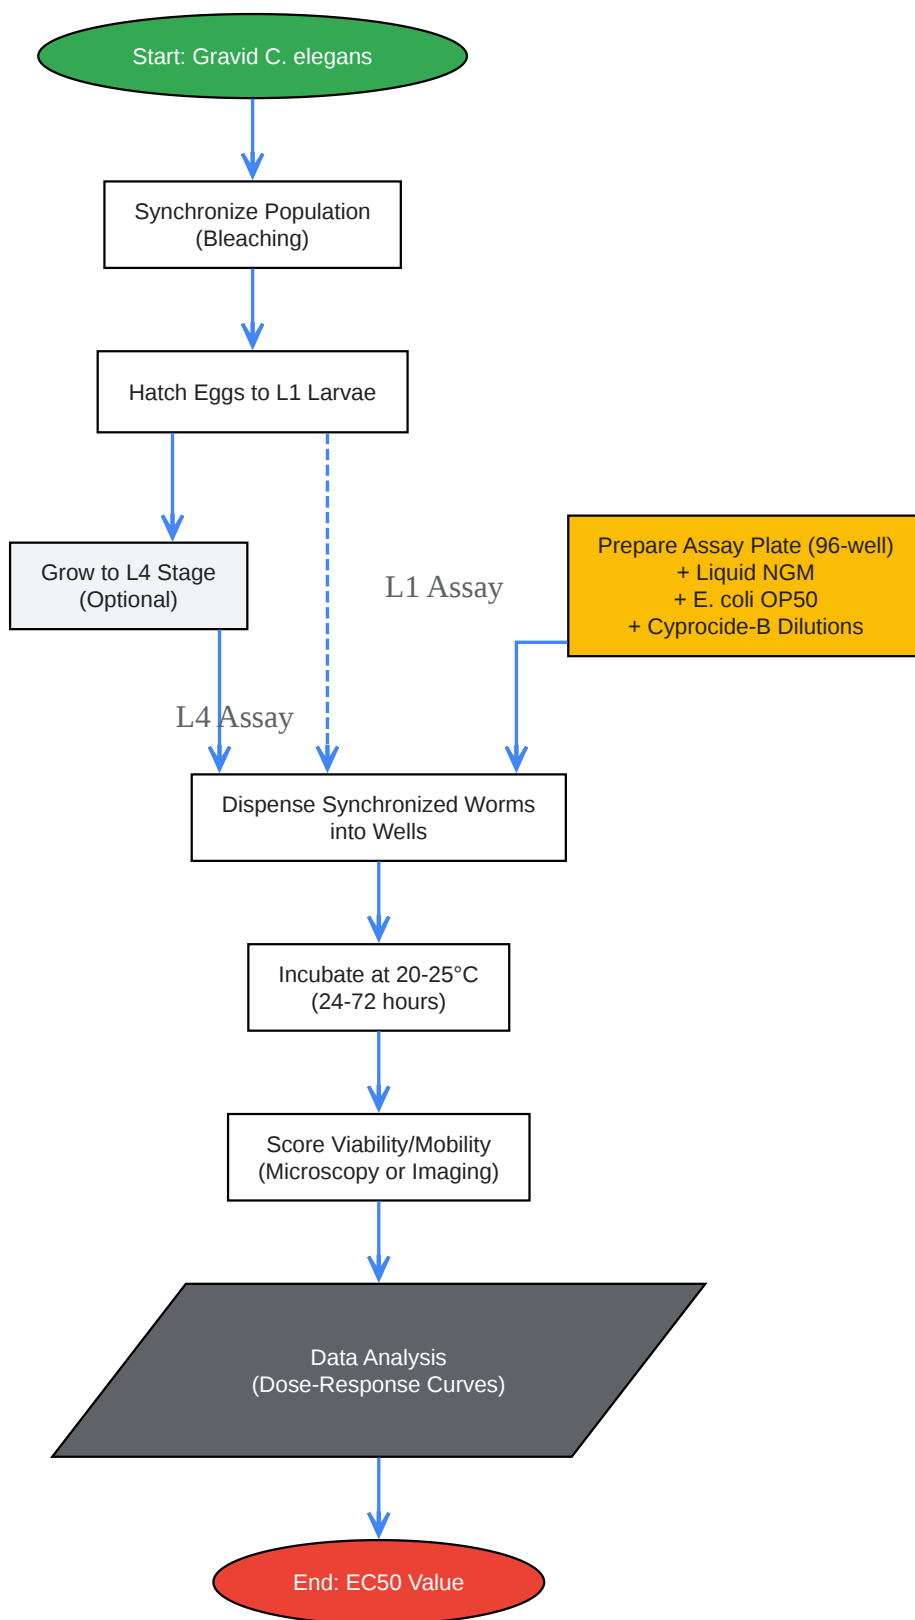 Start: Gravid C. elegans
Synchronize Population
(Bleaching)
Hatch Eggs to L1 Larvae
Grow to L4 Stage
(Optional)
L1 Assay
Prepare Assay Plate (96-well)
+ Liquid NGM
+ E. coli OP50
+ Cyprocide-B Dilutions
L4 Assay
Dispense Synchronized Worms
into Wells
Incubate at 20-25°C
(24-72 hours)
Score Viability/Mobility
(Microscopy or Imaging)
Data Analysis
(Dose-Response Curves)
End: EC50 Value